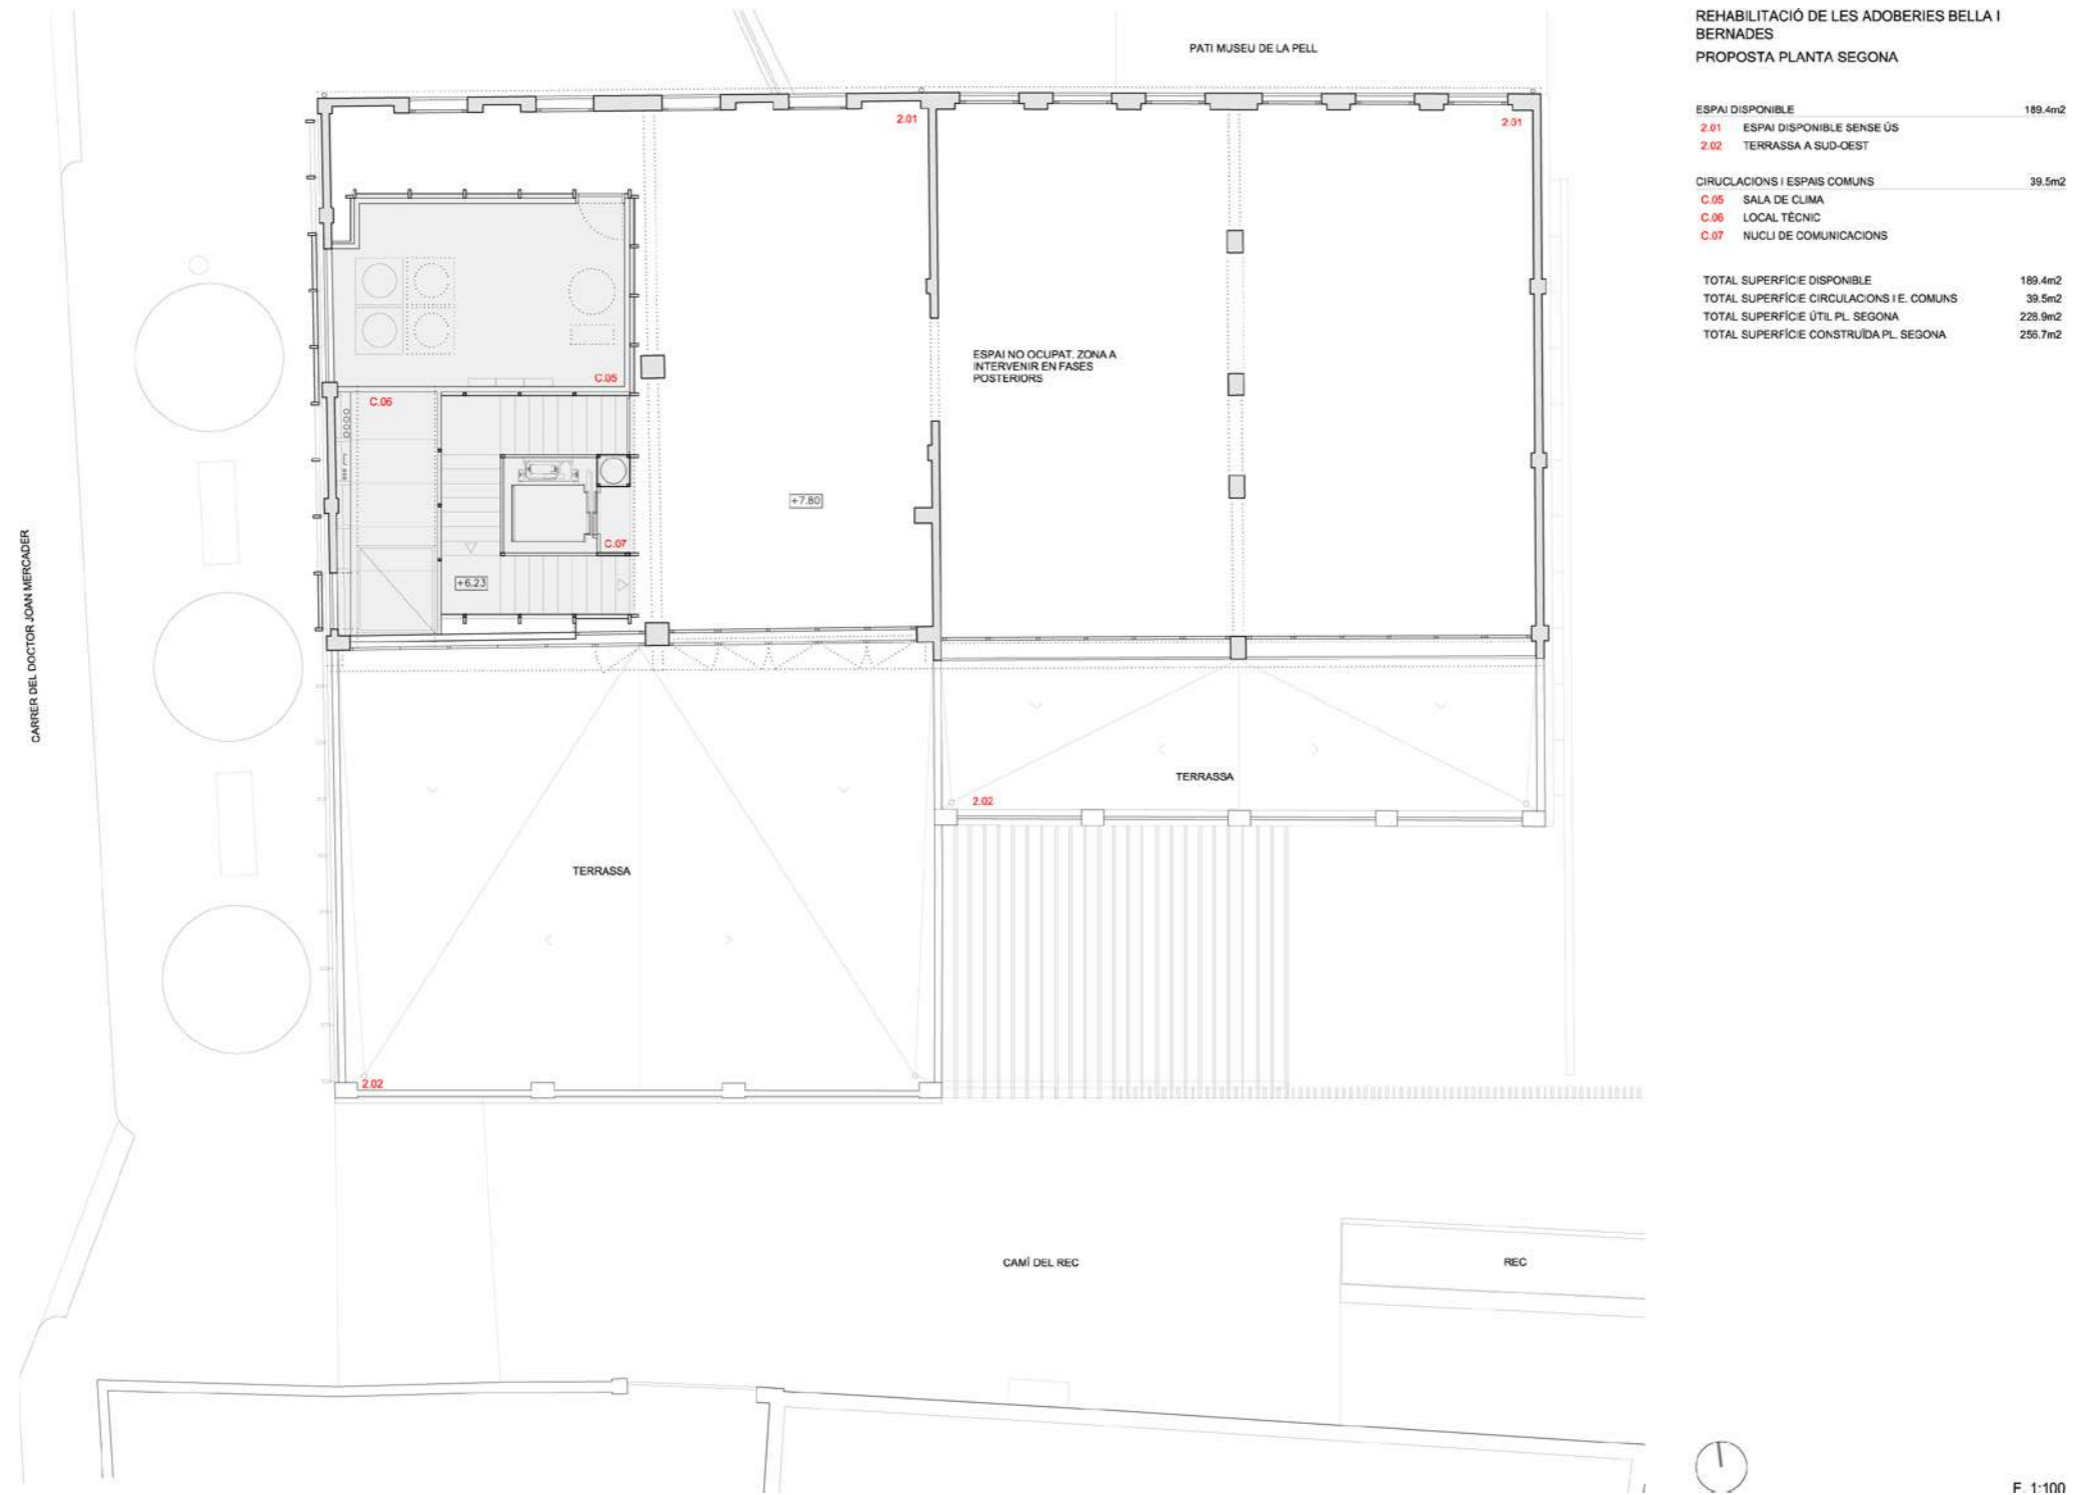 REHABILITACIÓ DE LES ADOBERIES BELLA I
BERNADES
PROPOSTA PLANTA SEGONA
ESPAI DISPONIBLE 189.4m2
2.01 ESPAI DISPONIBLE SENSE ÚS
2.02 TERRASSA A SUD-OEST
CIRUCLACIONS I ESPAIS COMUNS 39.5m2
C.05 SALA DE CLIMA
C.06 LOCAL TÈCNIC
C.07 NUCLI DE COMUNICACIONS
TOTAL SUPERFÍCIE DISPONIBLE 189.4m2
TOTAL SUPERFÍCIE CIRCULACIONS I E. COMUNS 39.5m2
TOTAL SUPERFÍCIE ÚTIL PL. SEGONA 228.9m2
TOTAL SUPERFÍCIE CONSTRUÏDA PL. SEGONA 256.7m2
PATI MUSEU DE LA PELL
2.01
2.01
ESPAI NO OCUPAT. ZONA A
INTERVENIR EN FASES
POSTERIORS
C.05
C.06
+7.80
C.07
+6.23
CARRER DEL DOCTOR JOAN MERCADER
TERRASSA
2.02
TERRASSA
2.02
CAMÍ DEL REC
REC
E. 1:100